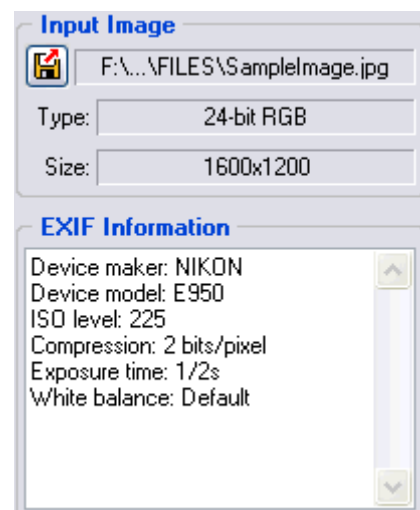 Input Image
F:\...\FILES\SampleImage.jpg
Type: 24-bit RGB
Size: 1600x1200
EXIF Information
Device maker: NIKON
Device model: E950
ISO level: 225
Compression: 2 bits/pixel
Exposure time: 1/2s
White balance: Default